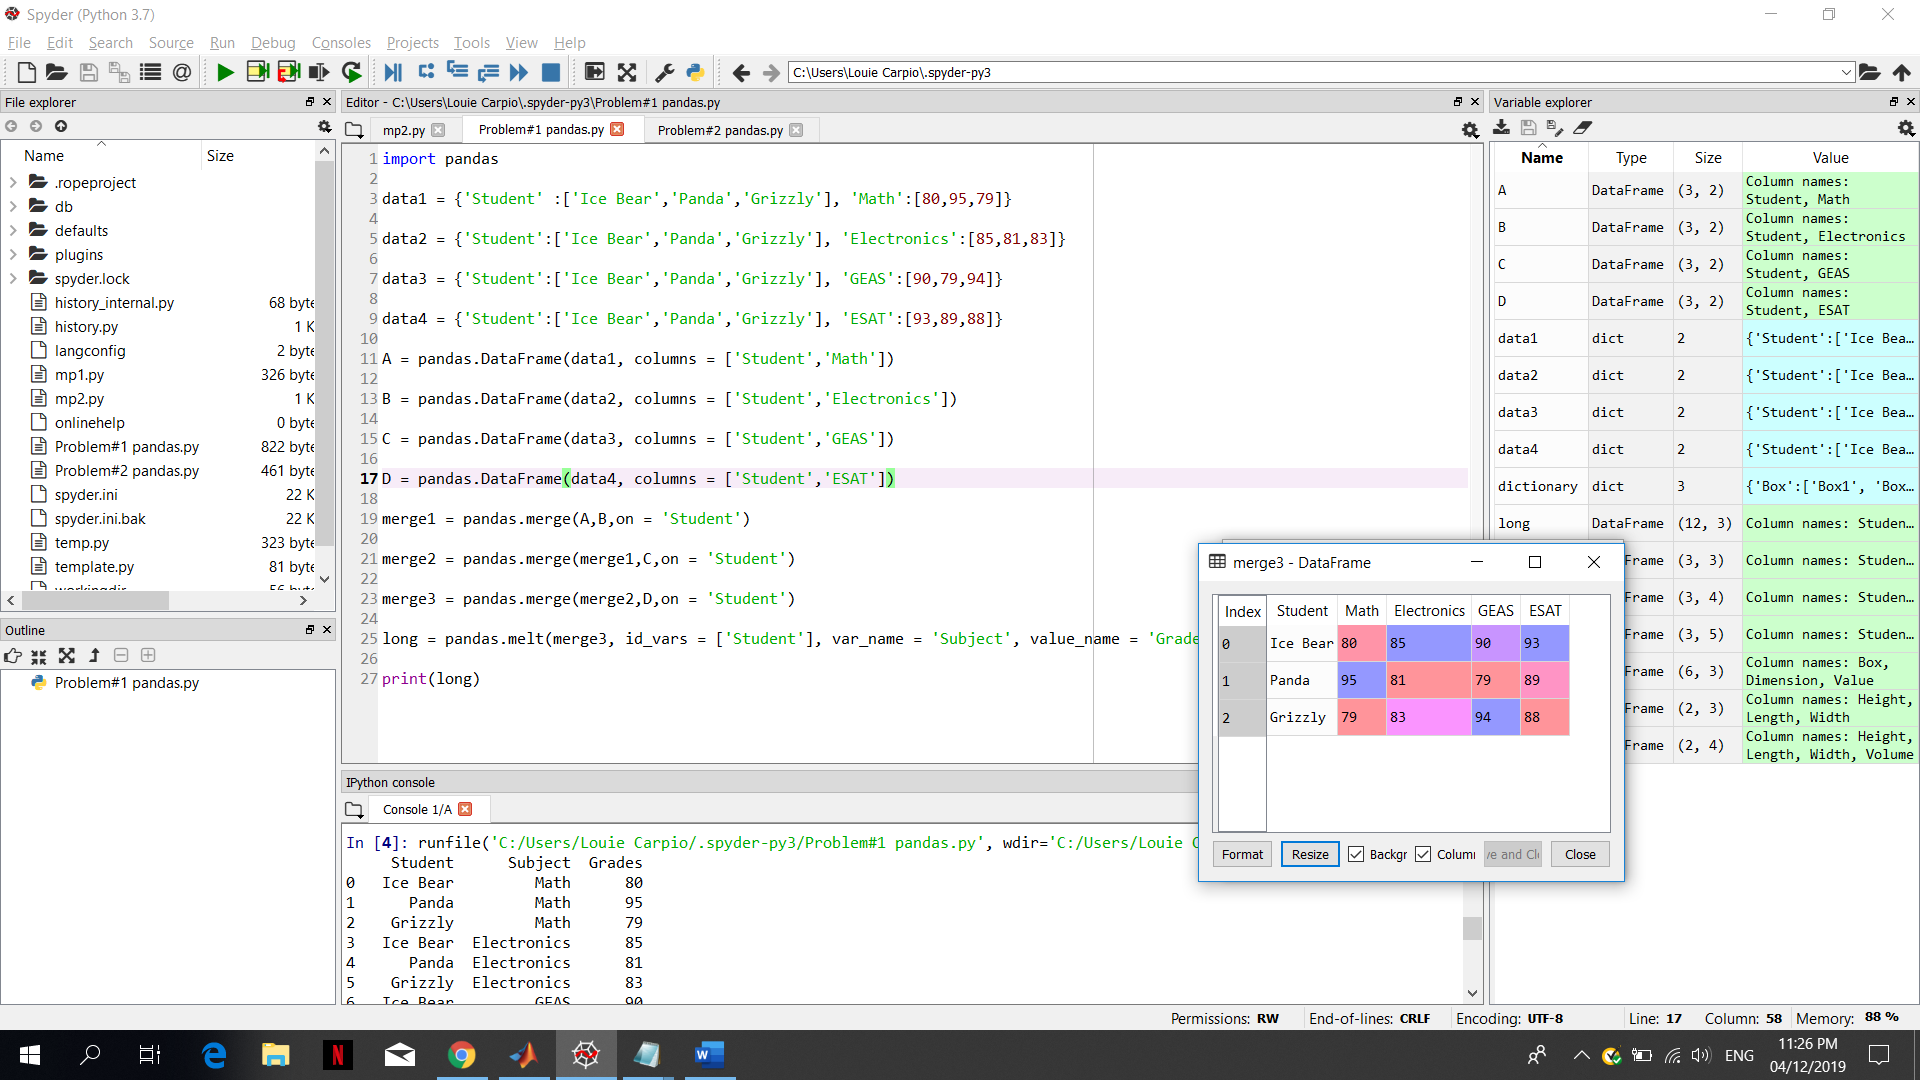 Spyder (Python 3.7)
File Edit Search Source Run Debug Consoles Projects Tools View Help
C:\Users\Louie Carpio\.spyder-py3
File explorer
Name Size
.ropeproject
db
defaults
plugins
spyder.lock
history_internal.py 68 byte
history.py 1 K
langconfig 2 byte
mp1.py 326 byte
mp2.py 1 K
onlinehelp 0 byte
Problem#1 pandas.py 822 byte
Problem#2 pandas.py 461 byte
spyder.ini 22 K
spyder.ini.bak 22 K
temp.py 323 byte
template.py 81 byte
Outline
Problem#1 pandas.py
Editor - C:\Users\Louie Carpio\.spyder-py3\Problem#1 pandas.py
mp2.py Problem#1 pandas.py Problem#2 pandas.py
1 import pandas
2
3 data1 = {'Student' :['Ice Bear','Panda','Grizzly'], 'Math':[80,95,79]}
4
5 data2 = {'Student':['Ice Bear','Panda','Grizzly'], 'Electronics':[85,81,83]}
6
7 data3 = {'Student':['Ice Bear','Panda','Grizzly'], 'GEAS':[90,79,94]}
8
9 data4 = {'Student':['Ice Bear','Panda','Grizzly'], 'ESAT':[93,89,88]}
10
11 A = pandas.DataFrame(data1, columns = ['Student','Math'])
12
13 B = pandas.DataFrame(data2, columns = ['Student','Electronics'])
14
15 C = pandas.DataFrame(data3, columns = ['Student','GEAS'])
16
17 D = pandas.DataFrame(data4, columns = ['Student','ESAT'])
18
19 merge1 = pandas.merge(A,B,on = 'Student')
20
21 merge2 = pandas.merge(merge1,C,on = 'Student')
22
23 merge3 = pandas.merge(merge2,D,on = 'Student')
24
25 long = pandas.melt(merge3, id_vars = ['Student'], var_name = 'Subject', value_name = 'Grade
26
27 print(long)
IPython console
Console 1/A
In [4]: runfile('C:/Users/Louie Carpio/.spyder-py3/Problem#1 pandas.py', wdir='C:/Users/Louie C
Student Subject Grades
0 Ice Bear Math 80
1 Panda Math 95
2 Grizzly Math 79
3 Ice Bear Electronics 85
4 Panda Electronics 81
5 Grizzly Electronics 83
6 Ice Bear GEAS 90
Variable explorer
Name Type Size Value
A DataFrame (3, 2) Column names:
Student, Math
B DataFrame (3, 2) Column names:
Student, Electronics
C DataFrame (3, 2) Column names:
Student, GEAS
D DataFrame (3, 2) Column names:
Student, ESAT
data1 dict 2 {'Student':['Ice Bea…
data2 dict 2 {'Student':['Ice Bea…
data3 dict 2 {'Student':['Ice Bea…
data4 dict 2 {'Student':['Ice Bea…
dictionary dict 3 {'Box':['Box1', 'Box…
long DataFrame (12, 3) Column names: Studen…
Frame (3, 3) Column names: Studen…
Frame (3, 4) Column names: Studen…
Frame (3, 5) Column names: Studen…
Frame (6, 3) Column names: Box,
Dimension, Value
Frame (2, 3) Column names: Height,
Length, Width
Frame (2, 4) Column names: Height,
Length, Width, Volume
merge3 - DataFrame
Index Student Math Electronics GEAS ESAT
0 Ice Bear 80 85 90 93
1 Panda 95 81 79 89
2 Grizzly 79 83 94 88
Format Resize Backgr Colum ve and Cl Close
Permissions: RW End-of-lines: CRLF Encoding: UTF-8 Line: 17 Column: 58 Memory: 88 %
ENG
11:26 PM
04/12/2019